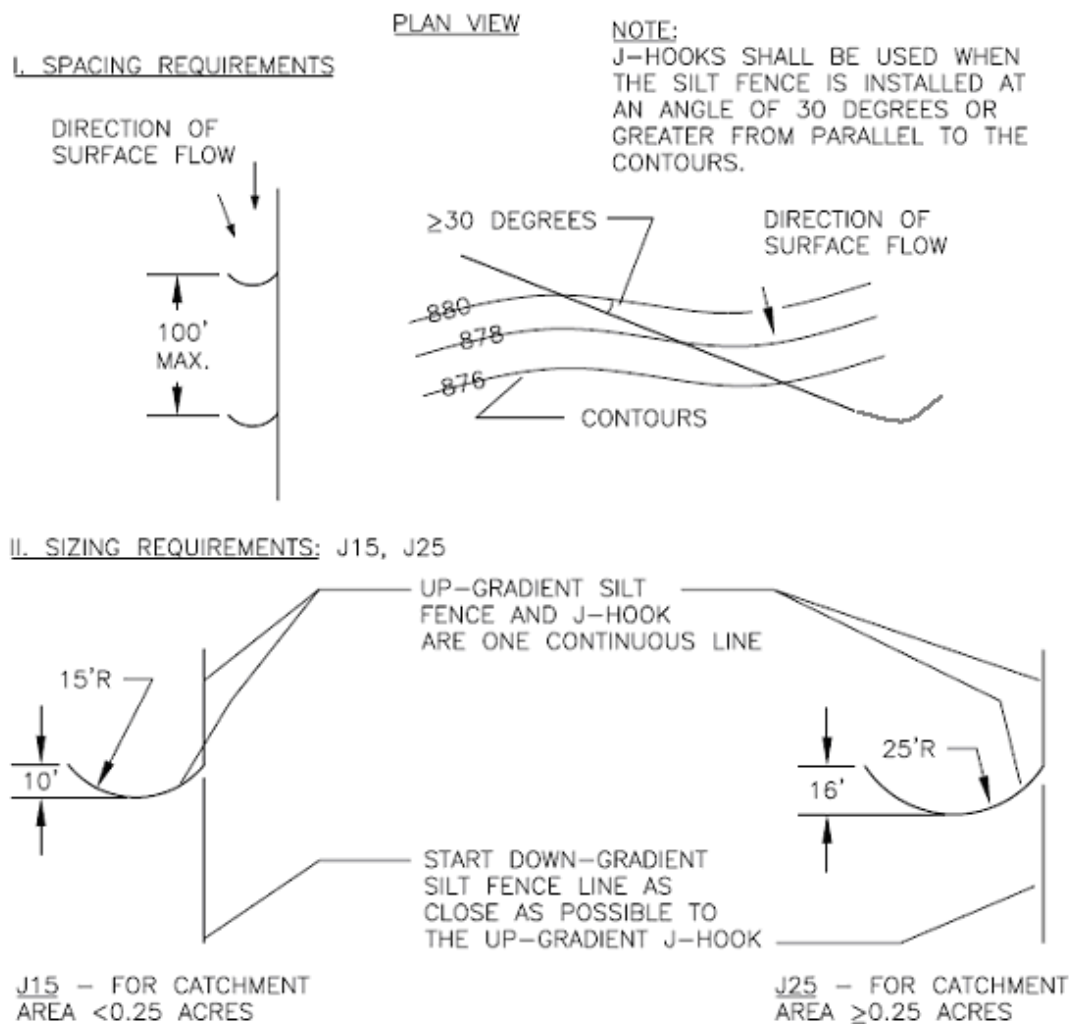 PLAN VIEW
NOTE:
J-HOOKS SHALL BE USED WHEN
THE SILT FENCE IS INSTALLED AT
AN ANGLE OF 30 DEGREES OR
GREATER FROM PARALLEL TO THE
CONTOURS.
I. SPACING REQUIREMENTS
DIRECTION OF
SURFACE FLOW
100'
MAX.
≥30 DEGREES
DIRECTION OF
SURFACE FLOW
880
878
876
CONTOURS
II. SIZING REQUIREMENTS: J15, J25
UP-GRADIENT SILT
FENCE AND J-HOOK
ARE ONE CONTINUOUS LINE
15'R
10'
25'R
16'
START DOWN-GRADIENT
SILT FENCE LINE AS
CLOSE AS POSSIBLE TO
THE UP-GRADIENT J-HOOK
J15 - FOR CATCHMENT
AREA <0.25 ACRES
J25 - FOR CATCHMENT
AREA ≥0.25 ACRES